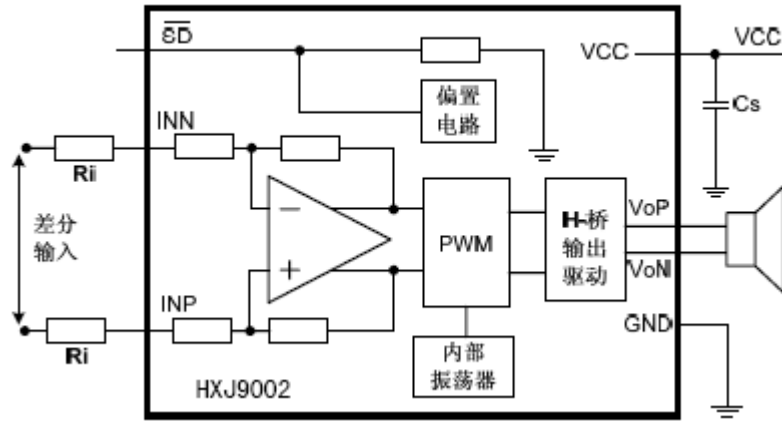 SD
VCC
VCC
偏置
电路
Cs
INN
Ri
差分
输入
PWM
H-桥
输出
驱动
VoP
VoN
INP
Ri
GND
内部
振荡器
HXJ9002